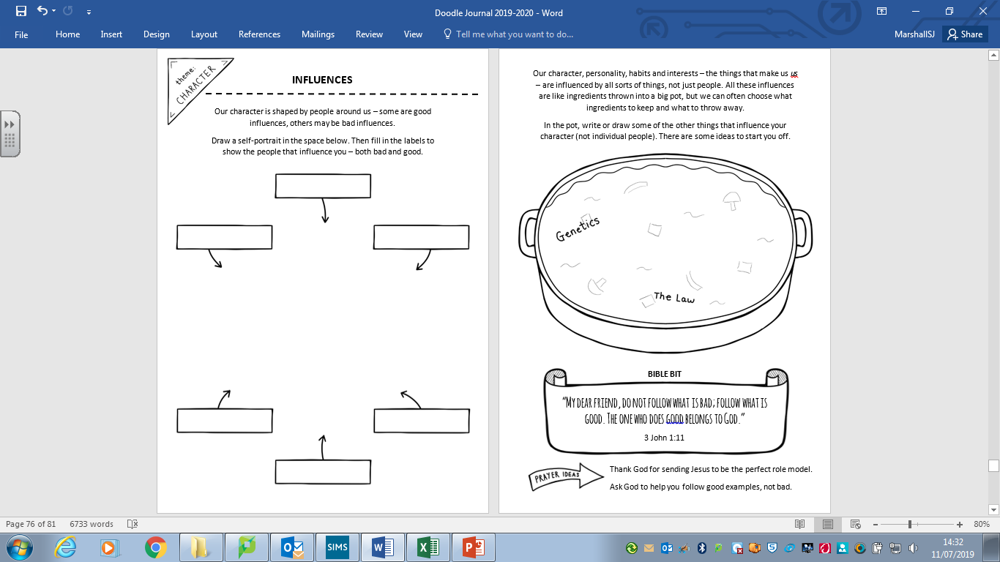 Doodle Journal 2019-2020 - Word
File Home Insert Design Layout References Mailings Review View Tell me what you want to do... MarshallSJ Share
theme:
CHARACTER
INFLUENCES
Our character is shaped by people around us – some are good
influences, others may be bad influences.
Draw a self-portrait in the space below. Then fill in the labels to
show the people that influence you – both bad and good.
Our character, personality, habits and interests – the things that make us us
– are influenced by all sorts of things, not just people. All these influences
are like ingredients thrown into a big pot, but we can often choose what
ingredients to keep and what to throw away.
In the pot, write or draw some of the other things that influence your
character (not individual people). There are some ideas to start you off.
Genetics
The Law
BIBLE BIT
“My dear friend, do not follow what is bad; follow what is
good. The one who does good belongs to God.”
3 John 1:11
PRAYER IDEAS
Thank God for sending Jesus to be the perfect role model.
Ask God to help you follow good examples, not bad.
Page 76 of 81 6733 words 80%
SIMS
14:32
11/07/2019